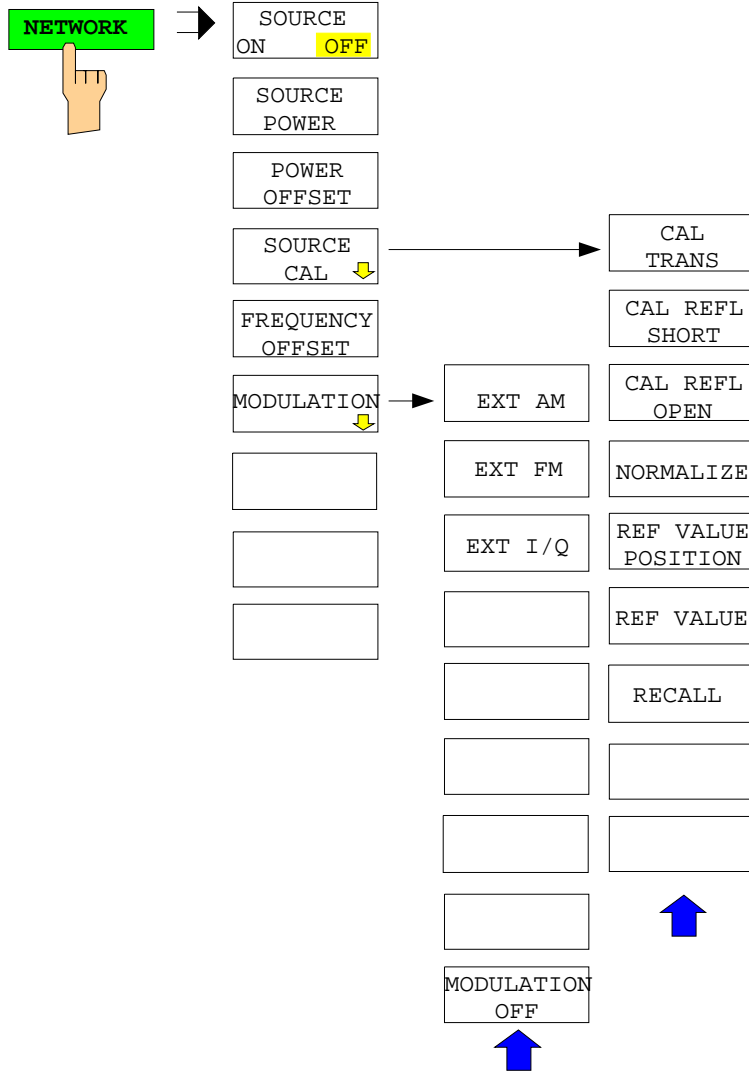 NETWORK
SOURCE
ON OFF
SOURCE
POWER
POWER
OFFSET
SOURCE
CAL
FREQUENCY
OFFSET
MODULATION
EXT AM
EXT FM
EXT I/Q
MODULATION
OFF
CAL
TRANS
CAL REFL
SHORT
CAL REFL
OPEN
NORMALIZE
REF VALUE
POSITION
REF VALUE
RECALL